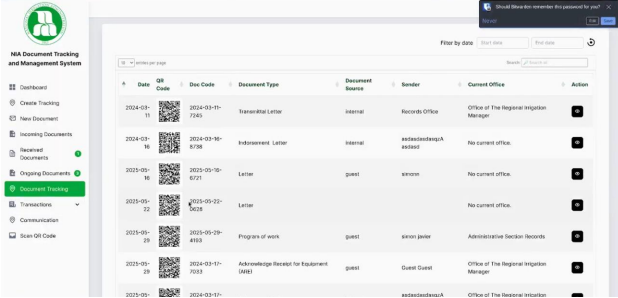 Should Bitwarden remember this password for you?
Never
Edit
Save
NIA Document Tracking
and Management System
Dashboard
Create Tracking
New Document
Incoming Documents
Received
Documents
Ongoing Documents
Document Tracking
Transactions
Communication
Scan QR Code
Filter by date
Start date
End date
10
entries per page
Search:
Date
QR
Code
Doc Code
Document Type
Document
Source
Sender
Current Office
Action
2024-03-
11
2024-03-11-
7245
Transmittal Letter
internal
Records Office
Office of The Regional Irrigation
Manager
2024-03-
16
2024-03-16-
8738
Indorsement Letter
internal
asdasd
No current office.
2025-05-
16
2025-05-16-
6721
Letter
guest
simonn
No current office.
2025-05-
22
2025-05-22-
0628
Letter
No current office.
2025-05-
29
2025-05-29-
4193
Program of work
guest
simon javier
Administrative Section Records
2025-05-
29
2024-03-17-
7033
Acknowledge Receipt for Equipment
(ARE)
guest
Guest Guest
Office of The Regional Irrigation
Manager
2025-05-
2024-03-17-
Office of The Regional Irrigation